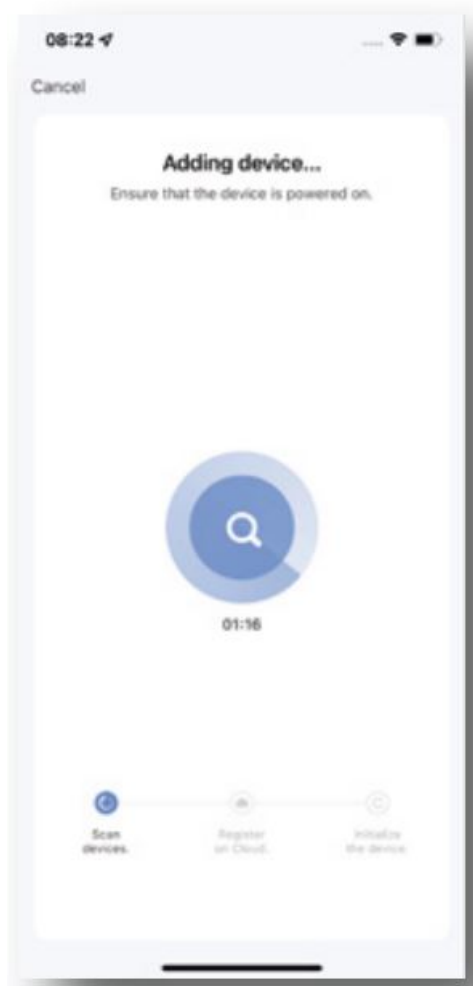 08:22
Cancel
Adding device...
Ensure that the device is powered on.
01:16
Scan
devices.
Register
on Cloud.
Initialize
the device